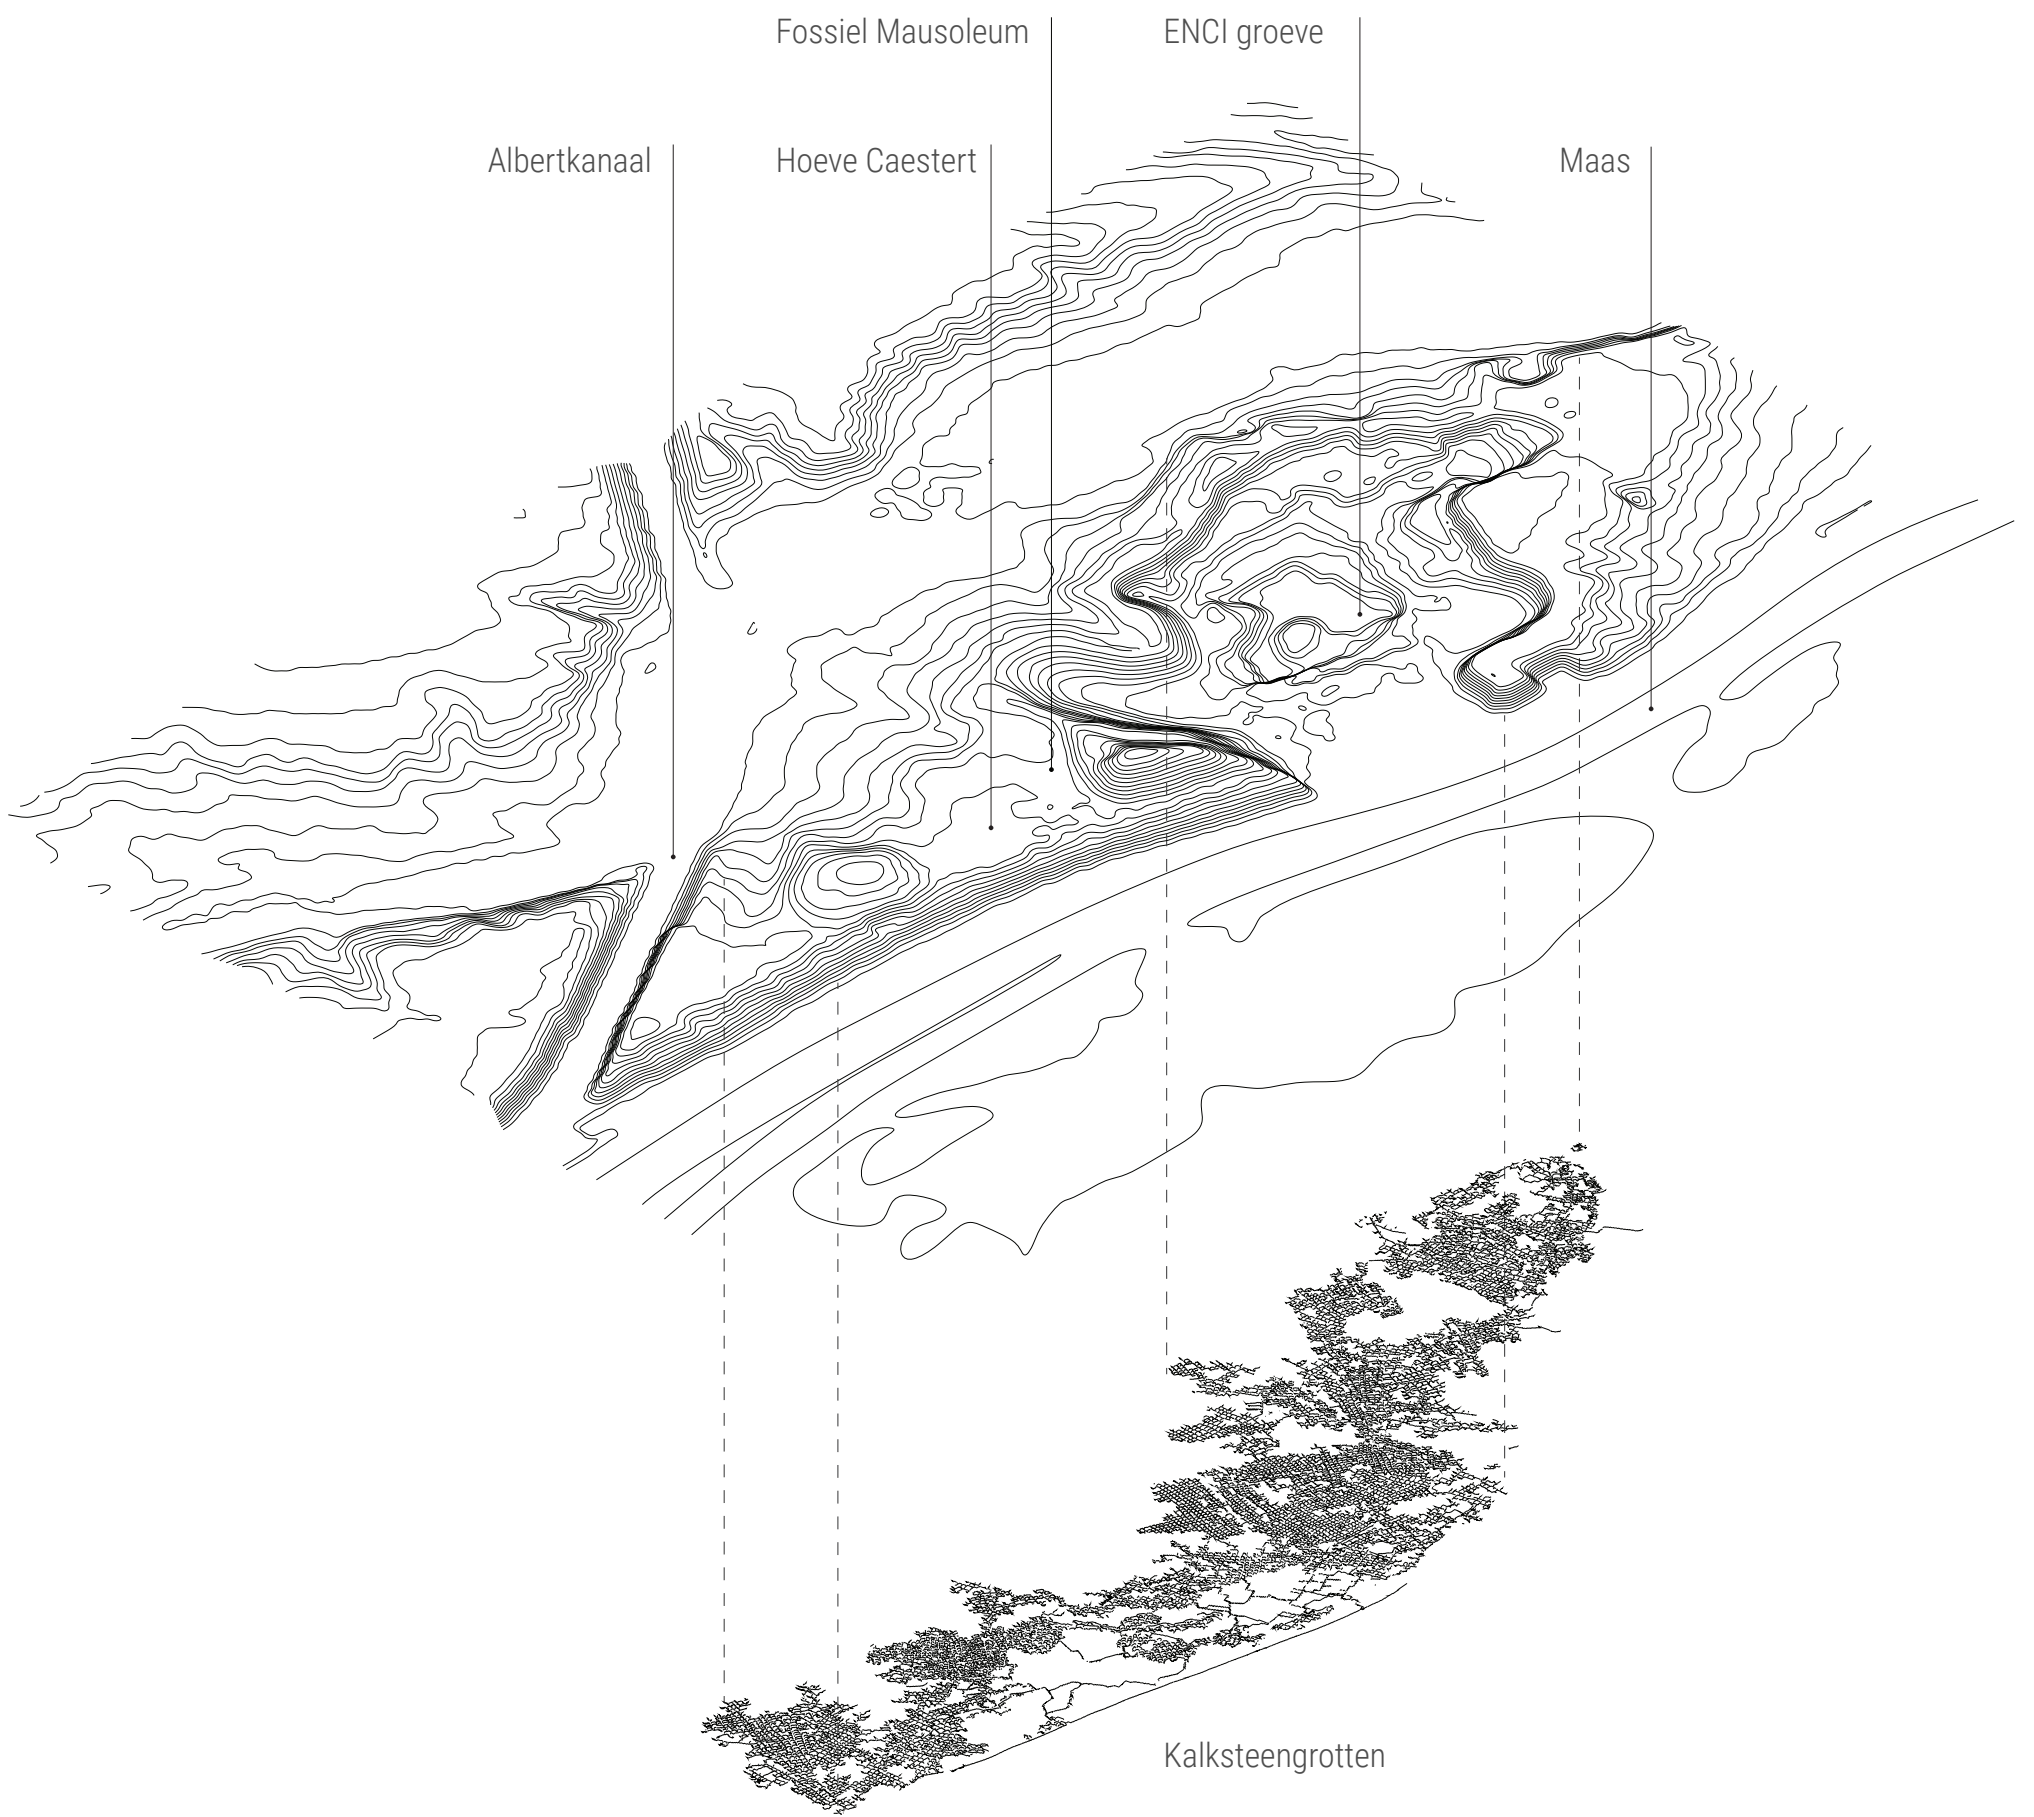 Fossiel Mausoleum
ENCI groeve
Albertkanaal
Hoeve Caestert
Maas
Kalksteengrotten